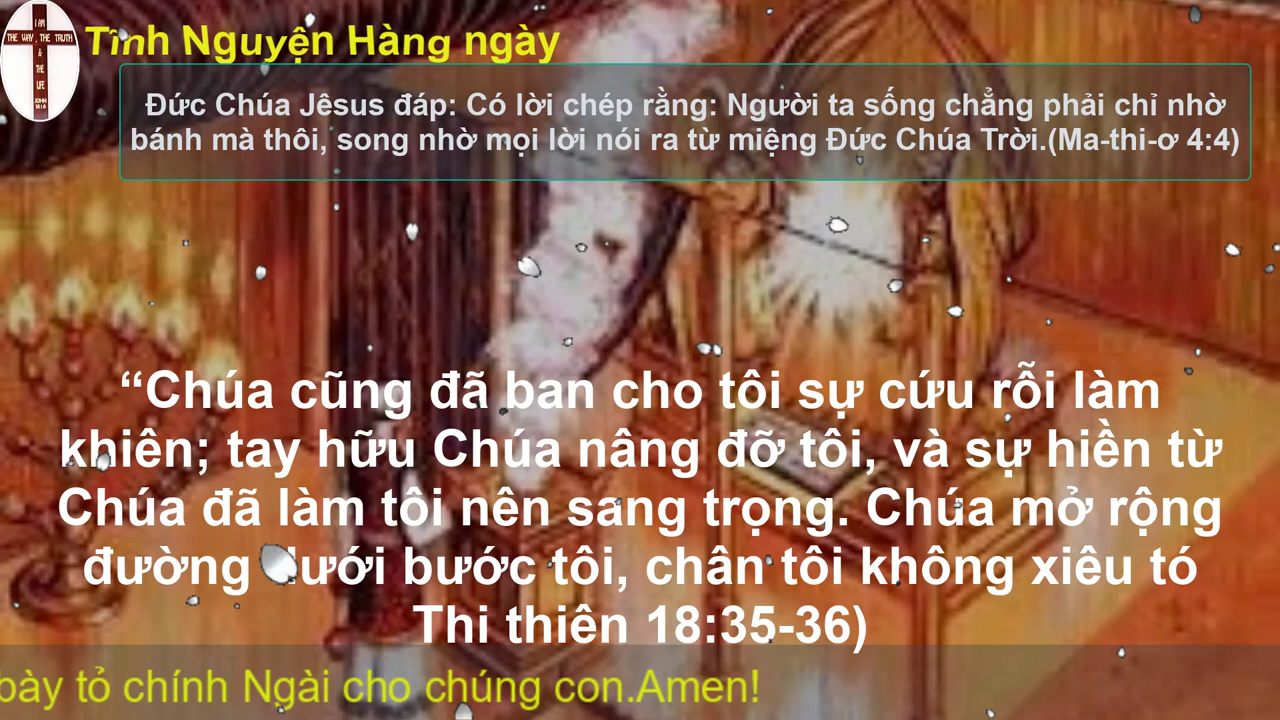 I AM
THE WAY, THE TRUTH
&
THE
LIFE
JOHN
14:6
Tĩnh Nguyện Hàng ngày
Đức Chúa Jêsus đáp: Có lời chép rằng: Người ta sống chẳng phải chỉ nhờ
bánh mà thôi, song nhờ mọi lời nói ra từ miệng Đức Chúa Trời.(Ma-thi-ơ 4:4)
“Chúa cũng đã ban cho tôi sự cứu rỗi làm
khiên; tay hữu Chúa nâng đỡ tôi, và sự hiền từ
Chúa đã làm tôi nên sang trọng. Chúa mở rộng
đường dưới bước tôi, chân tôi không xiêu tó
Thi thiên 18:35-36)
bày tỏ chính Ngài cho chúng con.Amen!